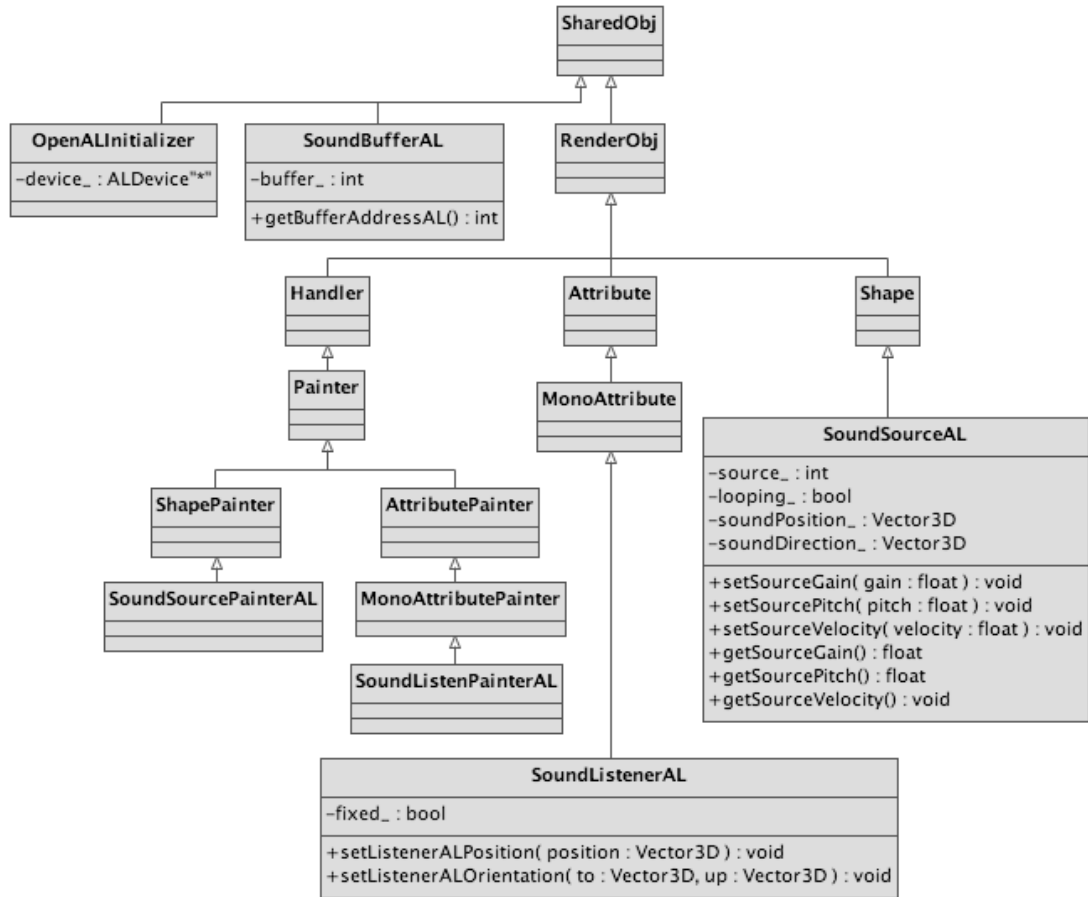 SharedObj
OpenALInitializer
-device_ : ALDevice"*"
SoundBufferAL
-buffer_ : int
+getBufferAddressAL() : int
RenderObj
Handler
Attribute
Shape
Painter
MonoAttribute
SoundSourceAL
-source_ : int
-looping_ : bool
-soundPosition_ : Vector3D
-soundDirection_ : Vector3D
+setSourceGain( gain : float ) : void
+setSourcePitch( pitch : float ) : void
+setSourceVelocity( velocity : float ) : void
+getSourceGain() : float
+getSourcePitch() : float
+getSourceVelocity() : void
ShapePainter
AttributePainter
SoundSourcePainterAL
MonoAttributePainter
SoundListenPainterAL
SoundListenerAL
-fixed_ : bool
+setListenerALPosition( position : Vector3D ) : void
+setListenerALOrientation( to : Vector3D, up : Vector3D ) : void